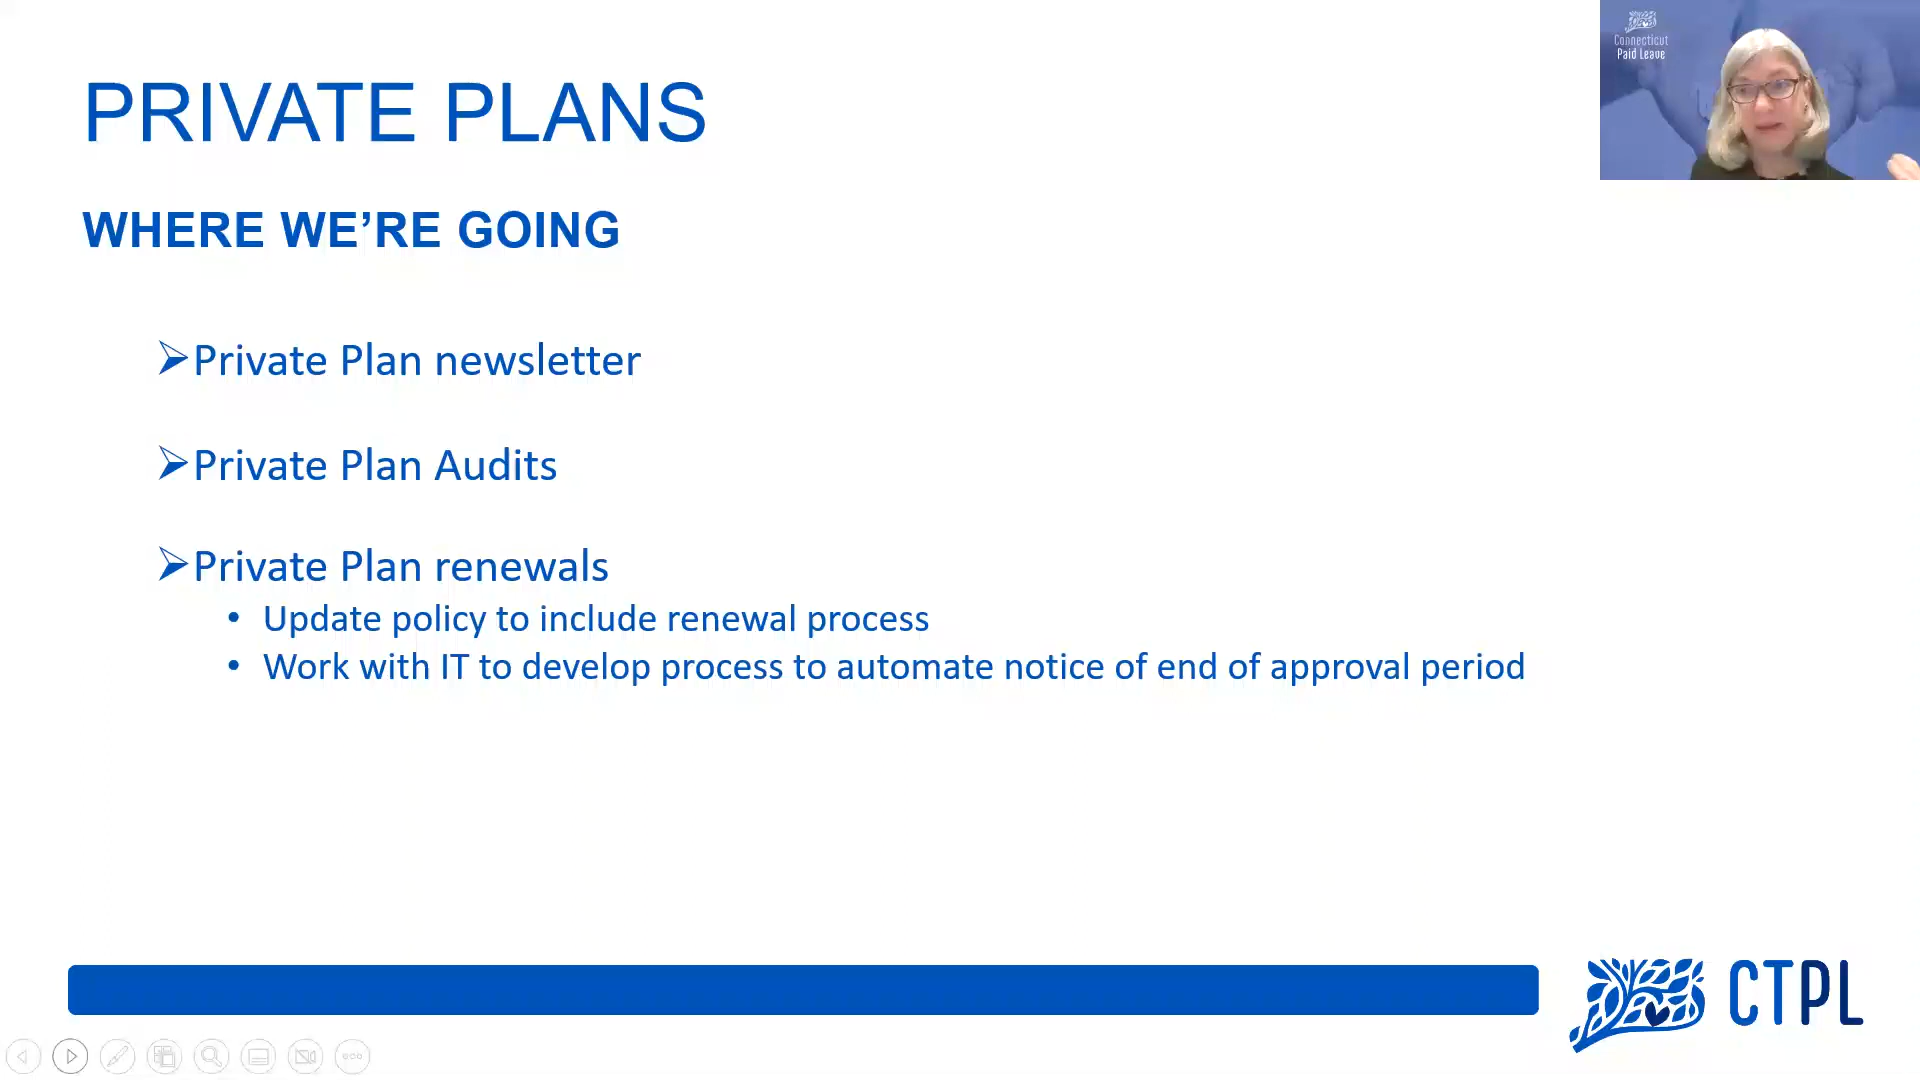 PRIVATE PLANS
WHERE WE’RE GOING
Private Plan newsletter
Private Plan Audits
Private Plan renewals
• Update policy to include renewal process
• Work with IT to develop process to automate notice of end of approval period
Connecticut
Paid Leave
CTPL